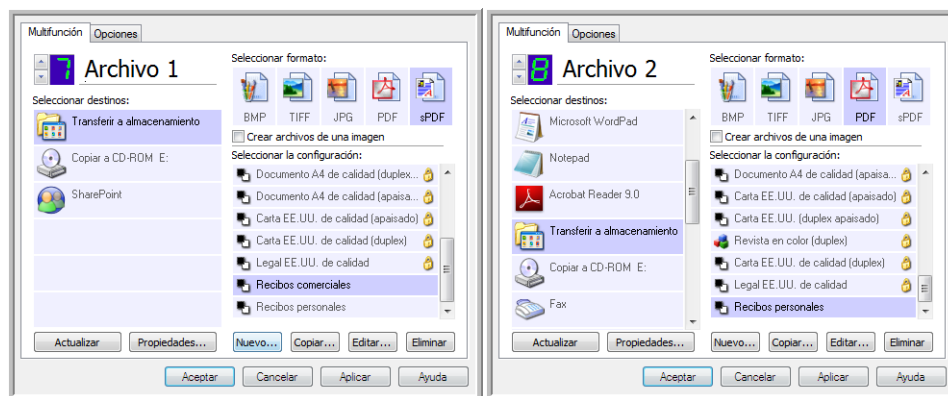 Multifunción Opciones
7 Archivo 1
Seleccionar destinos:
Transferir a almacenamiento
Copiar a CD-ROM E:
SharePoint
Seleccionar formato:
BMP TIFF JPG PDF sPDF
Crear archivos de una imagen
Seleccionar la configuración:
Documento A4 de calidad (duplex...
Documento A4 de calidad (apaisa...
Carta EE.UU. de calidad (apaisado)
Carta EE.UU. de calidad (duplex)
Legal EE.UU. de calidad
Recibos comerciales
Recibos personales
Actualizar Propiedades... Nuevo... Copiar... Editar... Eliminar
Aceptar Cancelar Aplicar Ayuda
Multifunción Opciones
8 Archivo 2
Seleccionar destinos:
Microsoft WordPad
Notepad
Acrobat Reader 9.0
Transferir a almacenamiento
Copiar a CD-ROM E:
Fax
Seleccionar formato:
BMP TIFF JPG PDF sPDF
Crear archivos de una imagen
Seleccionar la configuración:
Documento A4 de calidad (apaisa...
Carta EE.UU. de calidad (apaisado)
Carta EE.UU. (duplex apaisado)
Revista en color (duplex)
Carta EE.UU. de calidad (duplex)
Legal EE.UU. de calidad
Recibos personales
Actualizar Propiedades... Nuevo... Copiar... Editar... Eliminar
Aceptar Cancelar Aplicar Ayuda